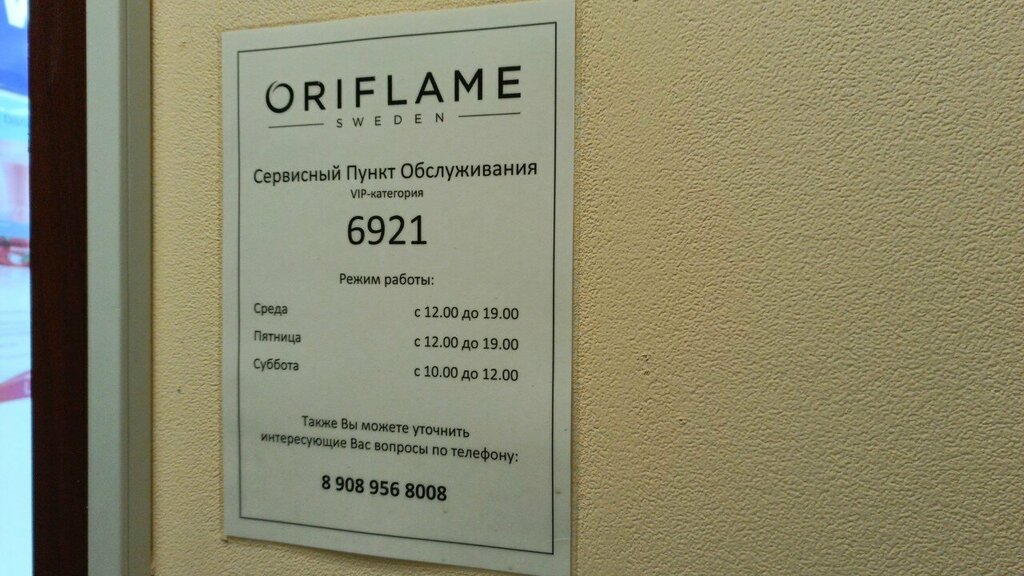 ORIFLAME
SWEDEN
Сервисный Пункт Обслуживания
VIP-категория
6921
Режим работы:
Среда с 12.00 до 19.00
Пятница с 12.00 до 19.00
Суббота с 10.00 до 12.00
Также Вы можете уточнить
интересующие Вас вопросы по телефону:
8 908 956 8008